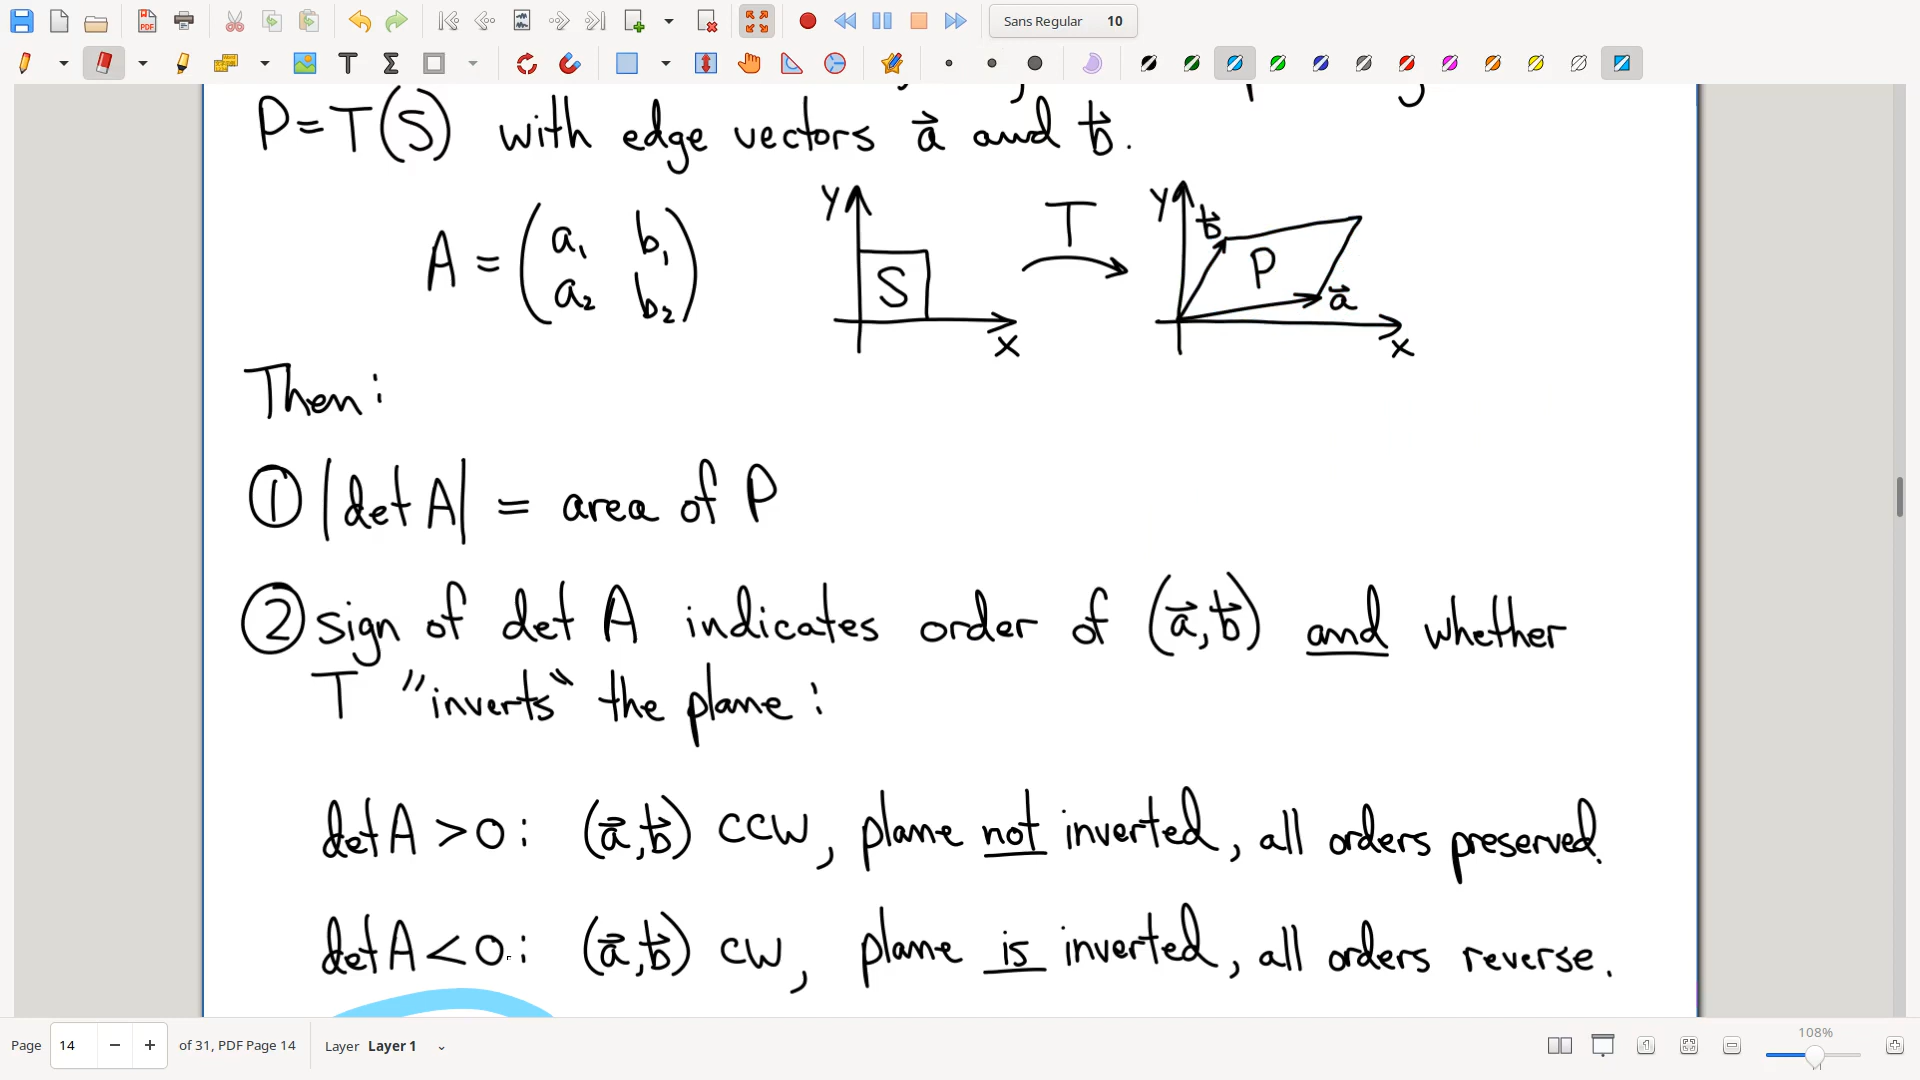 Sans Regular 10
P=T(S) with edge vectors a⃗ and b⃗.
A = (a₁ b₁
a₂ b₂)
y S x T y b⃗ P a⃗ x
Then:
① |det A| = area of P
② sign of det A indicates order of (a⃗,b⃗) and whether
T "inverts" the plane:
det A > 0: (a⃗,b⃗) CCW, plane not inverted, all orders preserved.
det A < 0: (a⃗,b⃗) CW, plane is inverted, all orders reverse.
Page 14 of 31, PDF Page 14 Layer Layer 1 108%